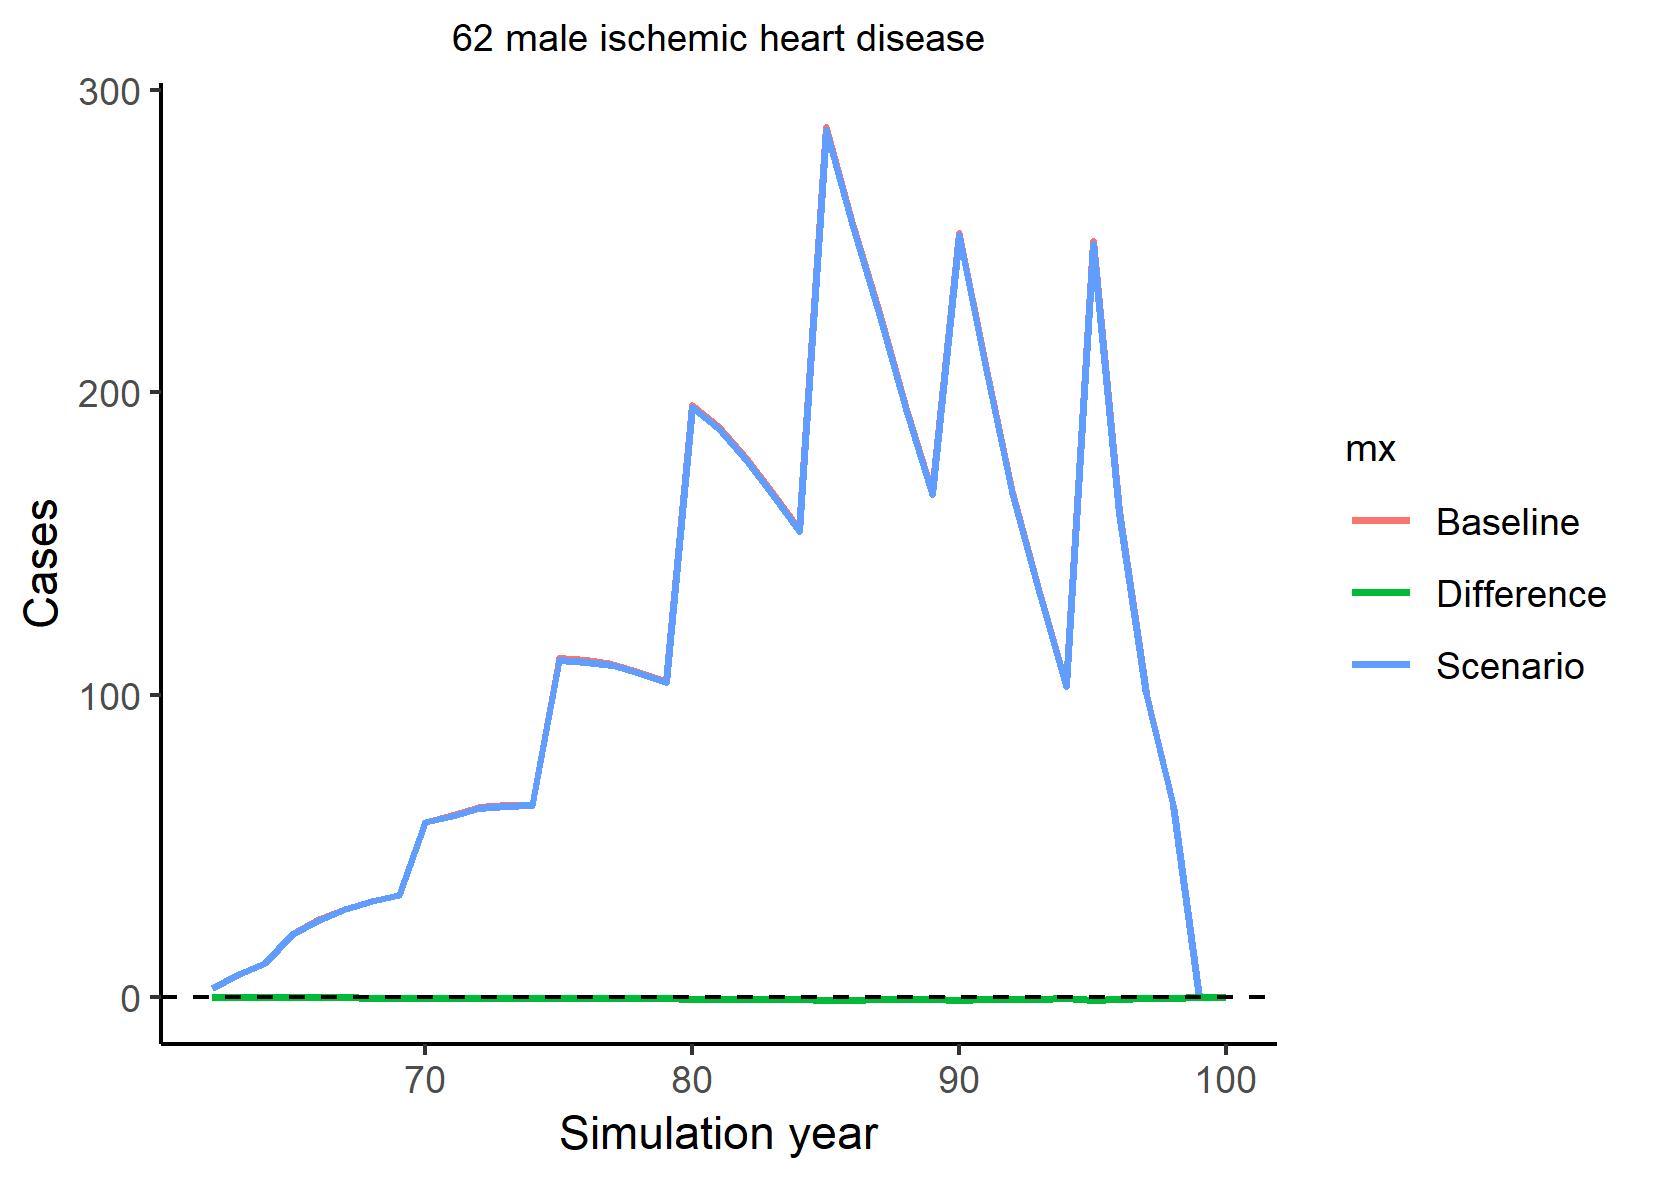 62 male ischemic heart disease
300
200
100
0
Cases
70 80 90 100
Simulation year
mx
Baseline
Difference
Scenario